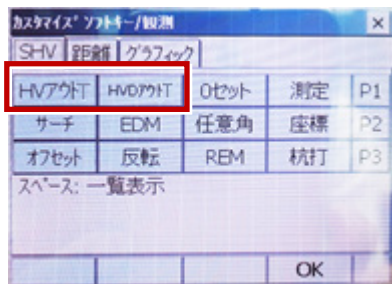 カスタマイズ ソフトキー/観測 ×
SHV 距離 グラフィック
HVアウトT HVDアウトT 0セット 測定 P1
サーチ EDM 任意角 座標 P2
オフセット 反転 REM 杭打 P3
スペース: 一覧表示
OK